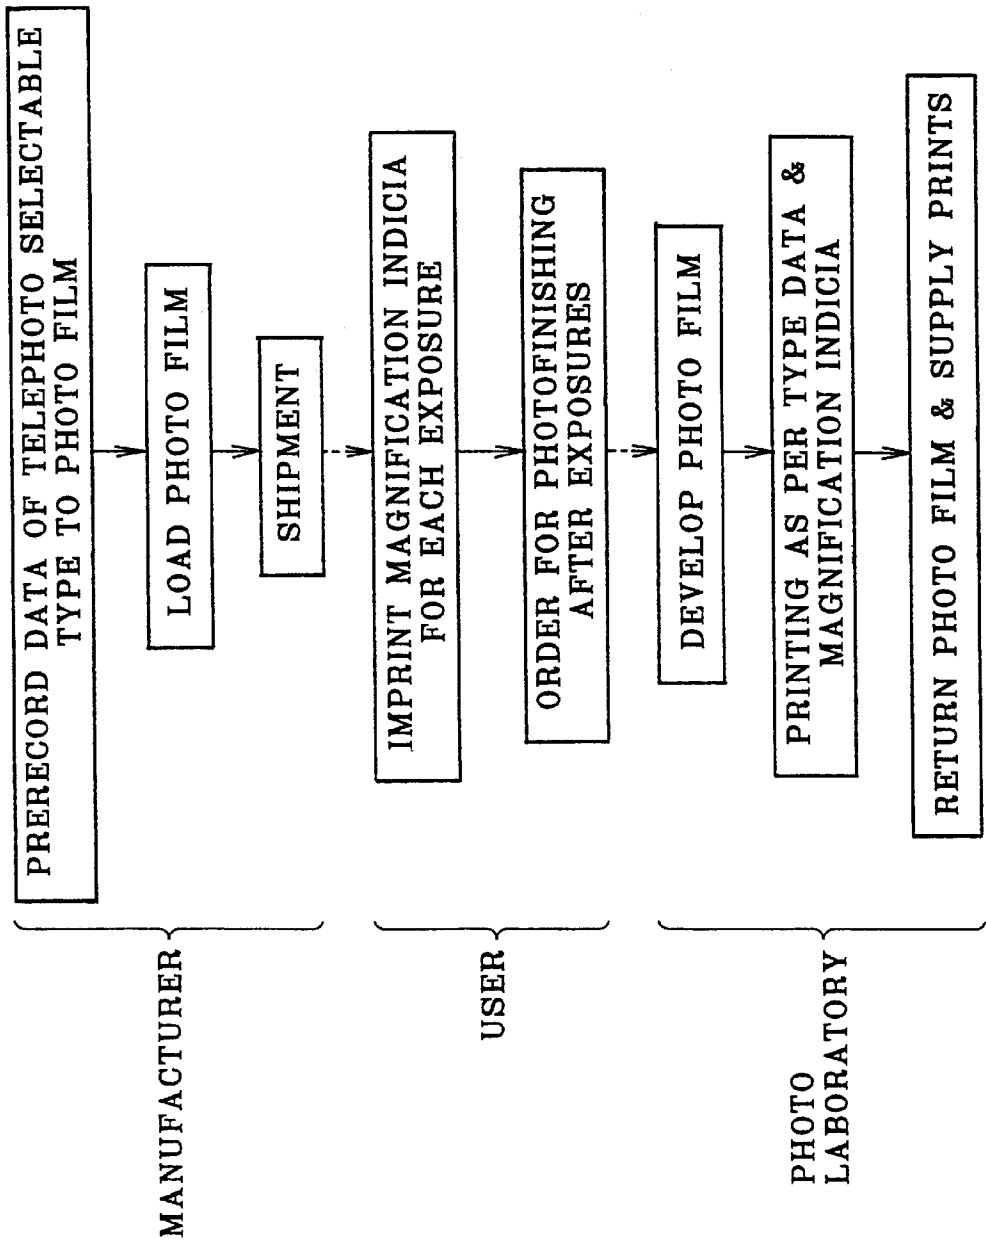 MANUFACTURER
PRERECORD DATA OF TELEPHOTO SELECTABLE
TYPE TO PHOTO FILM
LOAD PHOTO FILM
SHIPMENT
USER
IMPRINT MAGNIFICATION INDICIA
FOR EACH EXPOSURE
ORDER FOR PHOTOFINISHING
AFTER EXPOSURES
PHOTO
LABORATORY
DEVELOP PHOTO FILM
PRINTING AS PER TYPE DATA &
MAGNIFICATION INDICIA
RETURN PHOTO FILM & SUPPLY PRINTS